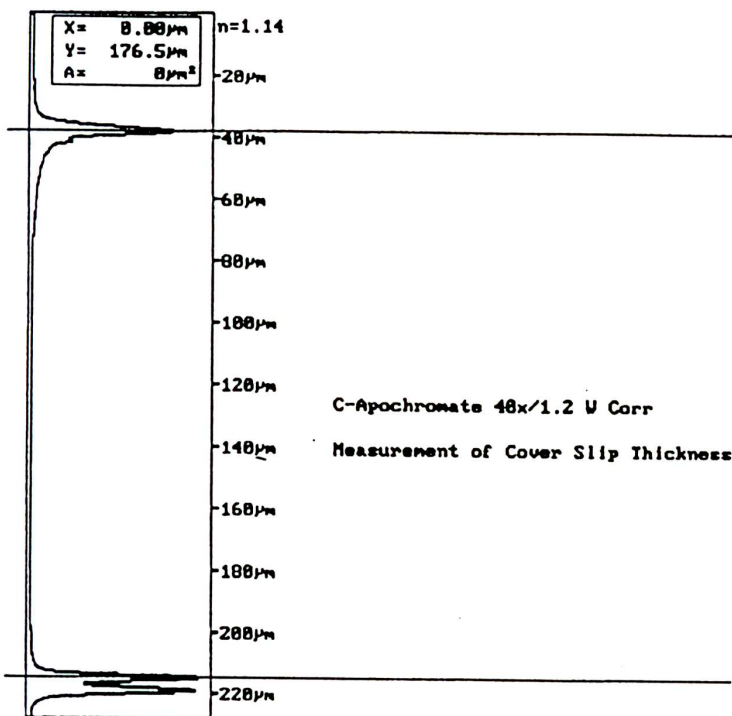 X= 0.00µm
Y= 176.5µm
A= 0µm²
n=1.14
20µm
40µm
60µm
80µm
100µm
120µm
C-Apochromate 40x/1.2 W Corr
140µm
Measurement of Cover Slip Thickness
160µm
180µm
200µm
220µm